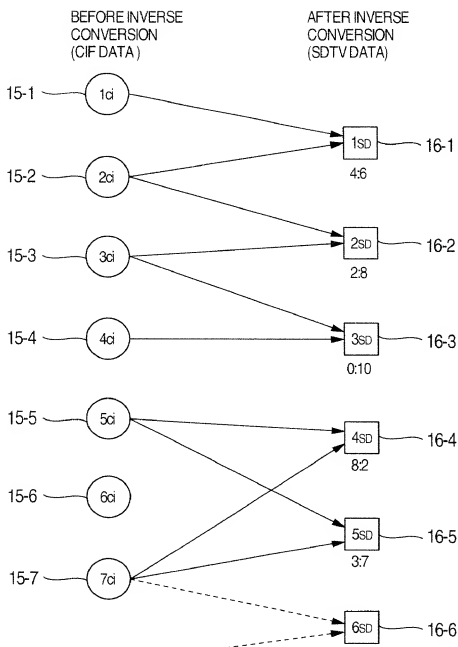 BEFORE INVERSE
CONVERSION
(CIF DATA)
AFTER INVERSE
CONVERSION
(SDTV DATA)
15-1
1ci
1SD
16-1
4:6
15-2
2ci
2SD
16-2
2:8
15-3
3ci
3SD
16-3
0:10
15-4
4ci
15-5
5ci
4SD
16-4
8:2
15-6
6ci
5SD
16-5
3:7
15-7
7ci
6SD
16-6